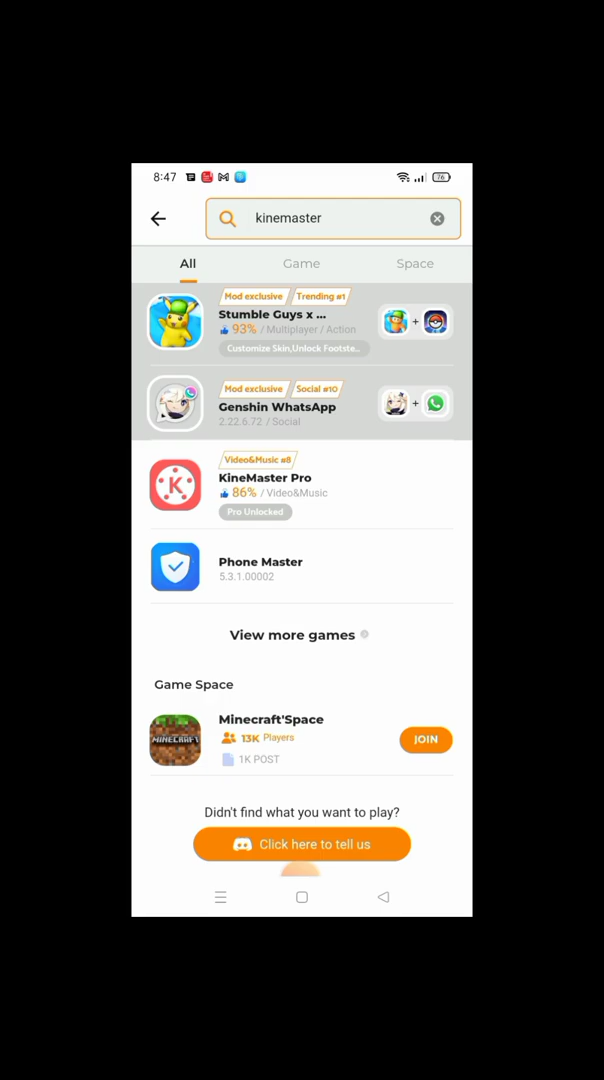 8:47
76
kinemaster
All
Game
Space
Mod exclusive
Trending #1
Stumble Guys x ...
93% / Multiplayer / Action
Customize Skin,Unlock Footste..
+
Mod exclusive
Social #10
Genshin WhatsApp
2.22.6.72 / Social
+
Video&Music #8
K
KineMaster Pro
86% / Video&Music
Pro Unlocked
Phone Master
5.3.1.00002
View more games
Game Space
MINECRAFT
Minecraft'Space
13K Players
1K POST
JOIN
Didn't find what you want to play?
Click here to tell us